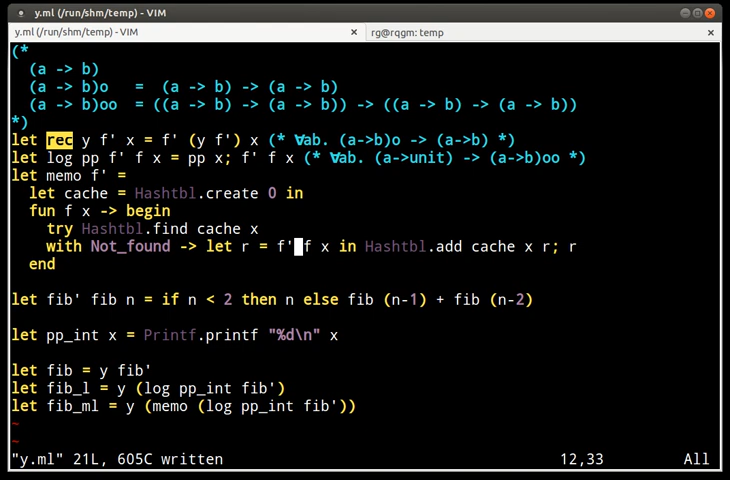 y.ml (/run/shm/temp) - VIM
y.ml (/run/shm/temp) - VIM × rg@rqgm: temp ×
(*
  (a -> b)
  (a -> b)o   =  (a -> b) -> (a -> b)
  (a -> b)oo  = ((a -> b) -> (a -> b)) -> ((a -> b) -> (a -> b))
*)
let rec y f' x = f' (y f') x (* ∀ab. (a->b)o -> (a->b) *)
let log pp f' f x = pp x; f' f x (* ∀ab. (a->unit) -> (a->b)oo *)
let memo f' =
  let cache = Hashtbl.create 0 in
  fun f x -> begin
    try Hashtbl.find cache x
    with Not_found -> let r = f' f x in Hashtbl.add cache x r; r
  end
let fib' fib n = if n < 2 then n else fib (n-1) + fib (n-2)
let pp_int x = Printf.printf "%d\n" x
let fib = y fib'
let fib_l = y (log pp_int fib')
let fib_ml = y (memo (log pp_int fib'))
~
~
"y.ml" 21L, 605C written 12,33 All